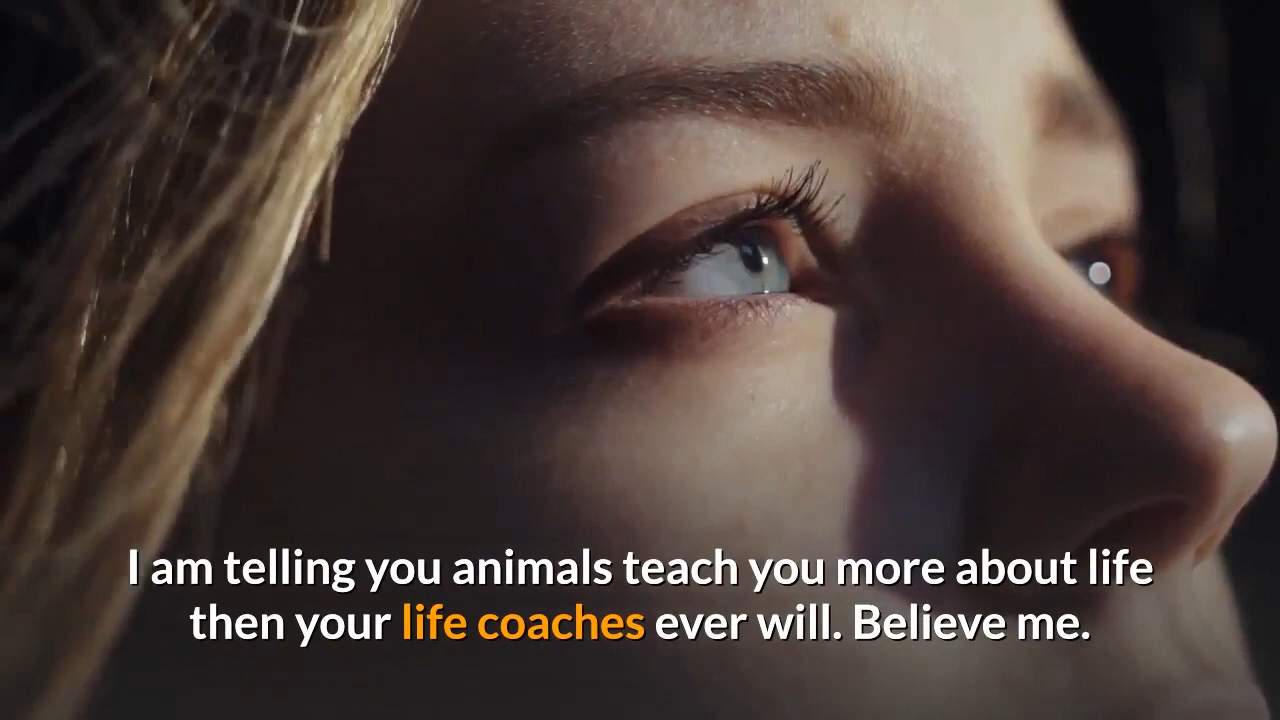 I am telling you animals teach you more about life
then your life coaches ever will. Believe me.